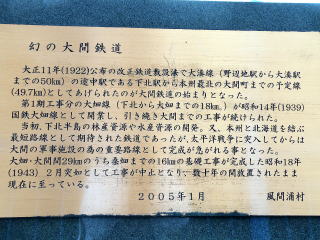 幻の大間鉄道
大正11年(1922)公布の改正鉄道敷設法で大湊線(野辺地駅から大湊駅
までの50km)の途中駅である下北駅から本州最北の大間町までの予定線
(49.7km)としてあげられたのが大間鉄道の始まりとなった。
第1期工事分の大畑線(下北から大畑までの18km)が昭和14年(1939)
国鉄大畑線として開業し、引き続き大間までの工事が続けられた。
当初、下北半島の林産資源や水産資源の開発、又、本州と北海道を結ぶ
最短路線として期待された鉄道であったが、太平洋戦争に突入してからは
大間の軍事施設の為の重要路線として完成が急がれる事となった。
大畑・大間間29kmのうち桑畑までの16kmの基礎工事が完成した昭和18年
(1943)2月突如として工事が中止となり、数十年の間放置されたまま
現在に至っている。
2005年1月 風間浦村